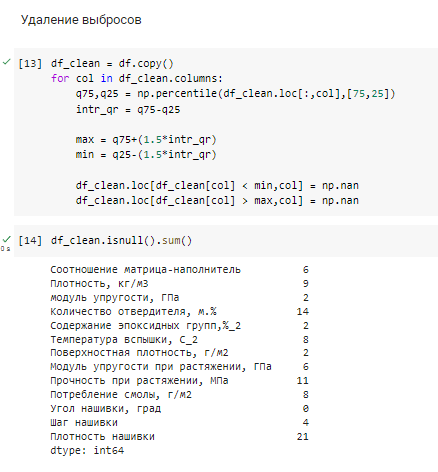 Удаление выбросов
[13] df_clean = df.copy()
for col in df_clean.columns:
q75,q25 = np.percentile(df_clean.loc[:,col],[75,25])
intr_qr = q75-q25
max = q75+(1.5*intr_qr)
min = q25-(1.5*intr_qr)
df_clean.loc[df_clean[col] < min,col] = np.nan
df_clean.loc[df_clean[col] > max,col] = np.nan
[14] df_clean.isnull().sum()
0 s
Соотношение матрица-наполнитель 6
Плотность, кг/м3 9
модуль упругости, ГПа 2
Количество отвердителя, м.% 14
Содержание эпоксидных групп,%_2 2
Температура вспышки, С_2 8
Поверхностная плотность, г/м2 2
Модуль упругости при растяжении, ГПа 6
Прочность при растяжении, МПа 11
Потребление смолы, г/м2 8
Угол нашивки, град 0
Шаг нашивки 4
Плотность нашивки 21
dtype: int64